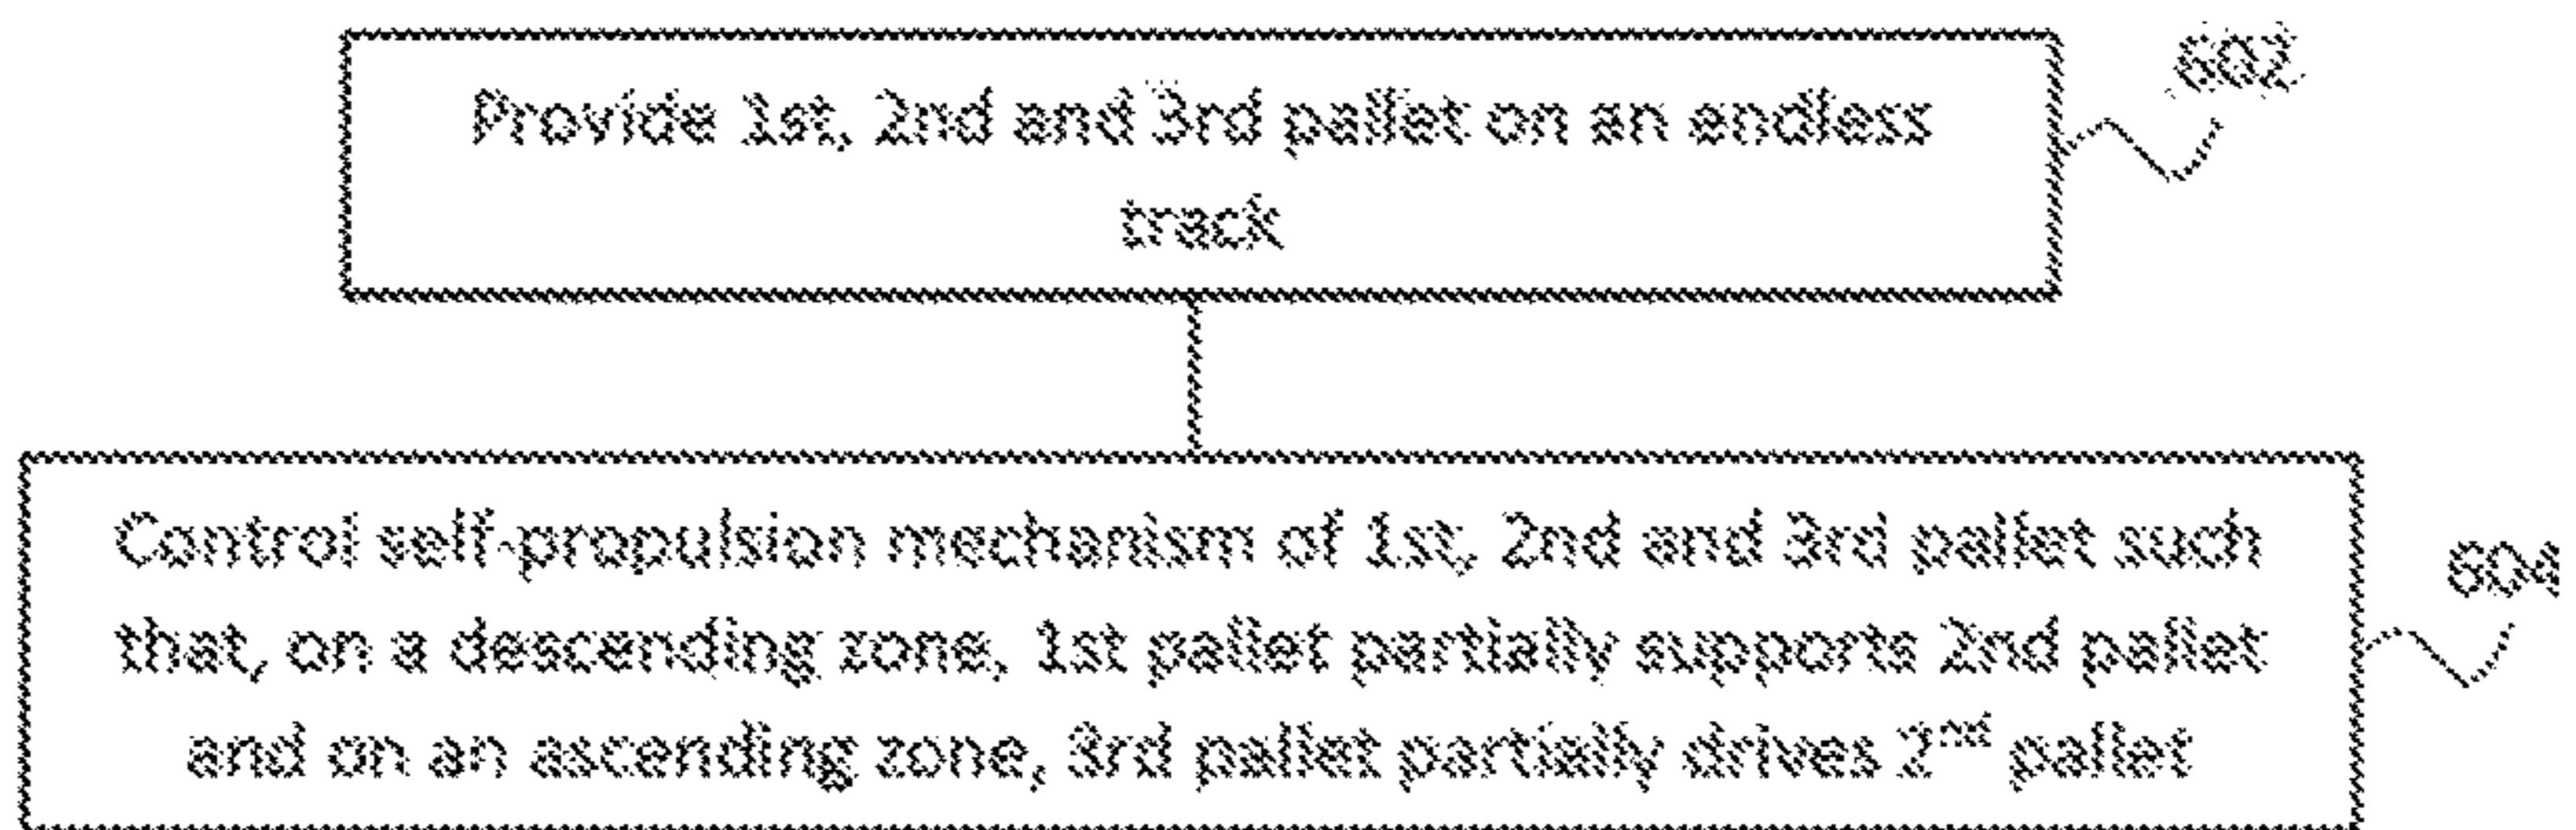 Provide 1st, 2nd and 3rd pallet on an endless
track
602
Control self-propulsion mechanism of 1st, 2nd and 3rd pallet such
that, on a descending zone, 1st pallet partially supports 2nd pallet
and on an ascending zone, 3rd pallet partially drives 2nd pallet
604